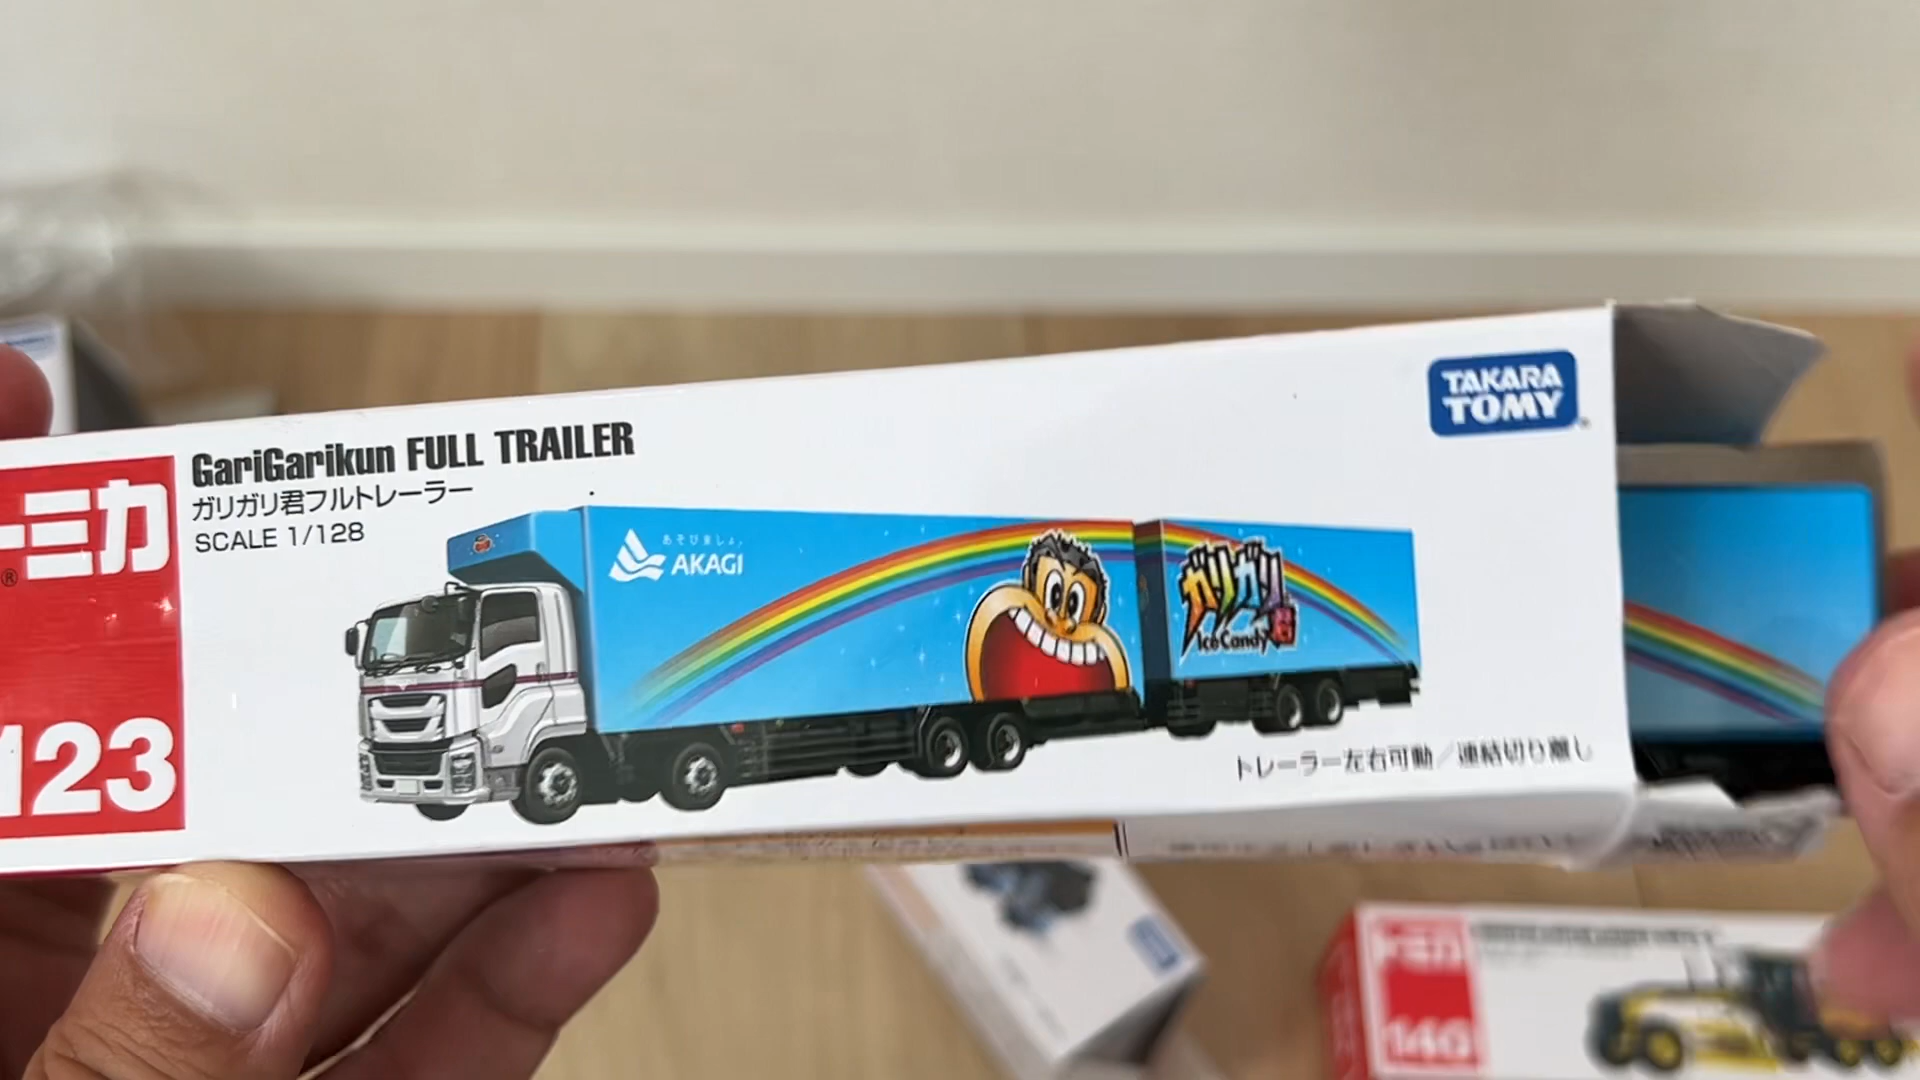 GariGarikun FULL TRAILER
ガリガリ君フルトレーラー
SCALE 1/128
ーミカ
®
123
TAKARA
TOMY
あそびましょ。
AKAGI
ガリガリ君
Ice Candy
トレーラー左右可動/連結切り離し
トミカ
146